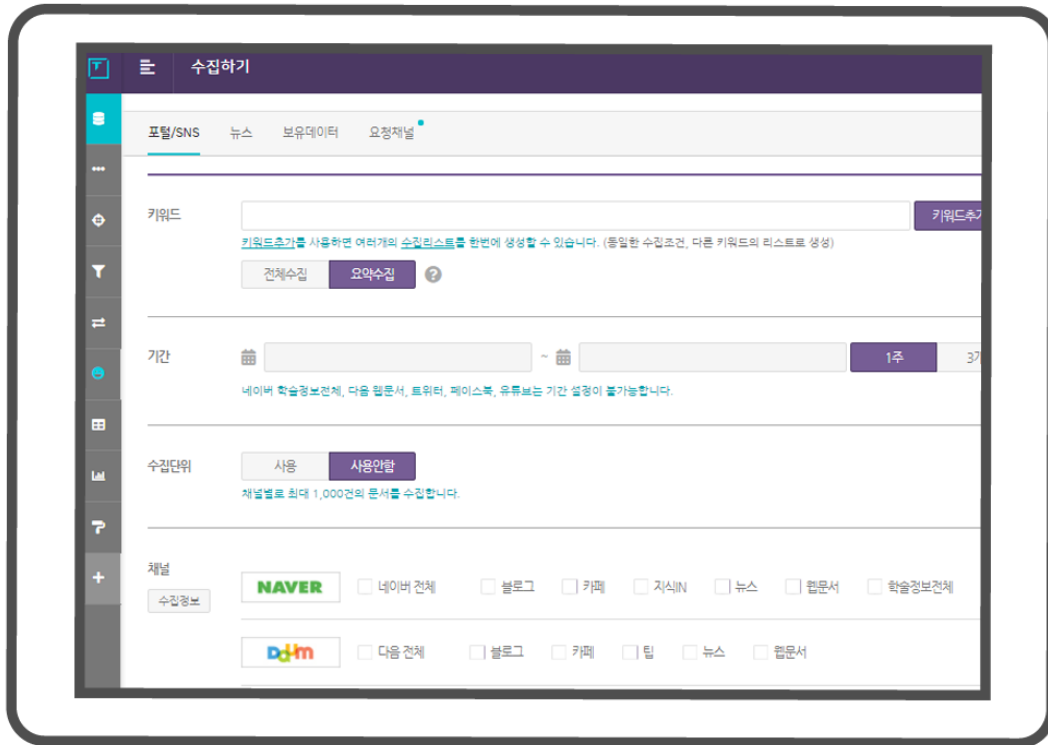 수집하기
포털/SNS 뉴스 보유데이터 요청채널
키워드 키워드추가
키워드추가를 사용하면 여러개의 수집리스트를 한번에 생성할 수 있습니다. (동일한 수집조건, 다른 키워드의 리스트로 생성)
전체수집 요약수집 ?
기간 ~ 1주 3개
네이버 학술정보전체, 다음 웹문서, 트위터, 페이스북, 유튜브는 기간 설정이 불가능합니다.
수집단위 사용 사용안함
채널별로 최대 1,000건의 문서를 수집합니다.
채널
NAVER 네이버 전체 블로그 카페 지식IN 뉴스 웹문서 학술정보전체
수집정보
Daum 다음 전체 블로그 카페 팁 뉴스 웹문서